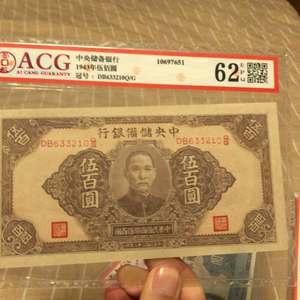 ACG
AI CANG GUARANTY
中央储备银行
1943年伍佰圆
冠号：DB633210Q/G
10697651
62 EPQ
行銀備儲央中
DB633210
DB633210
伍百圓
伍百圓